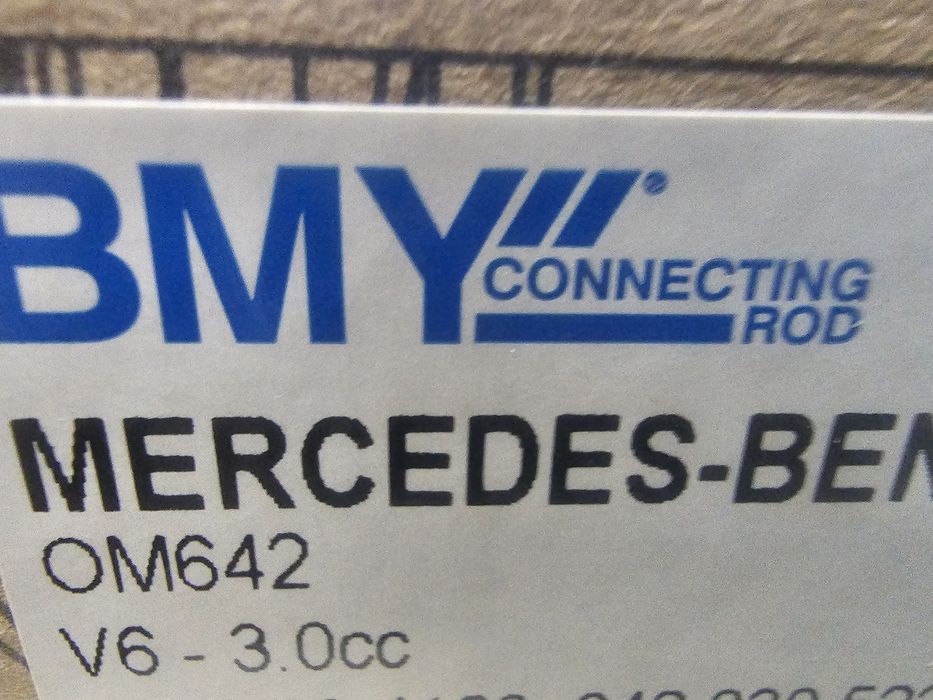 BMY® CONNECTING
ROD
MERCEDES-BEN
OM642
V6 - 3.0cc